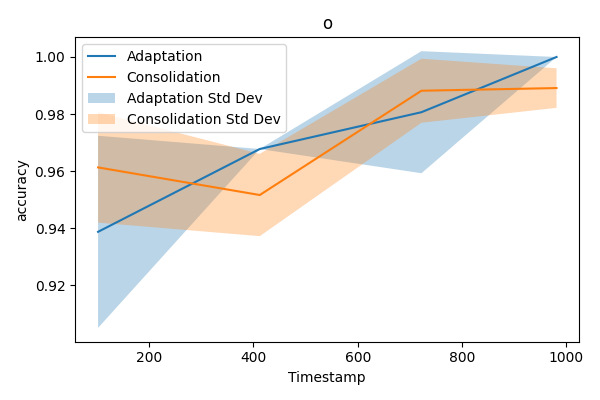 o
Adaptation
Consolidation
Adaptation Std Dev
Consolidation Std Dev
1.00
0.98
0.96
0.94
0.92
accuracy
200
400
600
800
1000
Timestamp